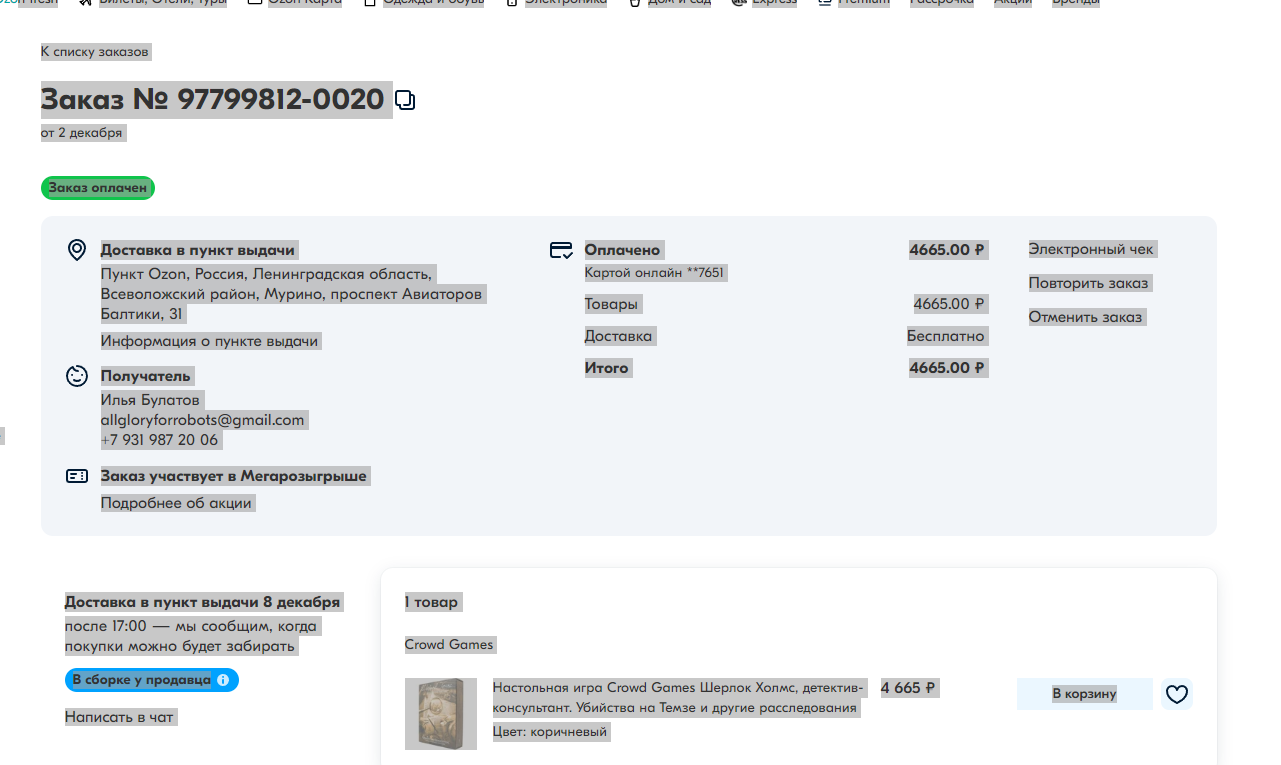 Ozon fresh Билеты, Отели, Туры Ozon Карта Одежда и обувь Электроника Дом и сад Express Premium Рассрочка Акции Бренды
К списку заказов
Заказ № 97799812-0020
от 2 декабря
Заказ оплачен
Доставка в пункт выдачи
Пункт Ozon, Россия, Ленинградская область,
Всеволожский район, Мурино, проспект Авиаторов
Балтики, 31
Информация о пункте выдачи
Получатель
Илья Булатов
allgloryforrobots@gmail.com
+7 931 987 20 06
Заказ участвует в Мегарозыгрыше
Подробнее об акции
Оплачено 4665.00 ₽
Картой онлайн **7651
Товары 4665.00 ₽
Доставка Бесплатно
Итого 4665.00 ₽
Электронный чек
Повторить заказ
Отменить заказ
Доставка в пункт выдачи 8 декабря
после 17:00 — мы сообщим, когда
покупки можно будет забирать
В сборке у продавца
Написать в чат
1 товар
Crowd Games
Настольная игра Crowd Games Шерлок Холмс, детектив- 4 665 ₽
консультант. Убийства на Темзе и другие расследования
Цвет: коричневый
В корзину